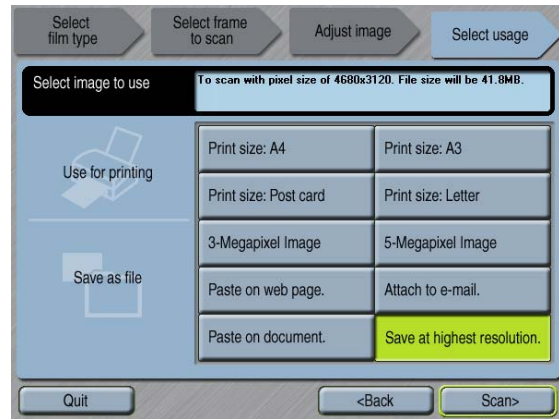 Select
film type
Select frame
to scan
Adjust image
Select usage
Select image to use
To scan with pixel size of 4680x3120. File size will be 41.8MB.
Use for printing
Print size: A4
Print size: A3
Print size: Post card
Print size: Letter
Save as file
3-Megapixel Image
5-Megapixel Image
Paste on web page.
Attach to e-mail.
Paste on document.
Save at highest resolution.
Quit
<Back
Scan>